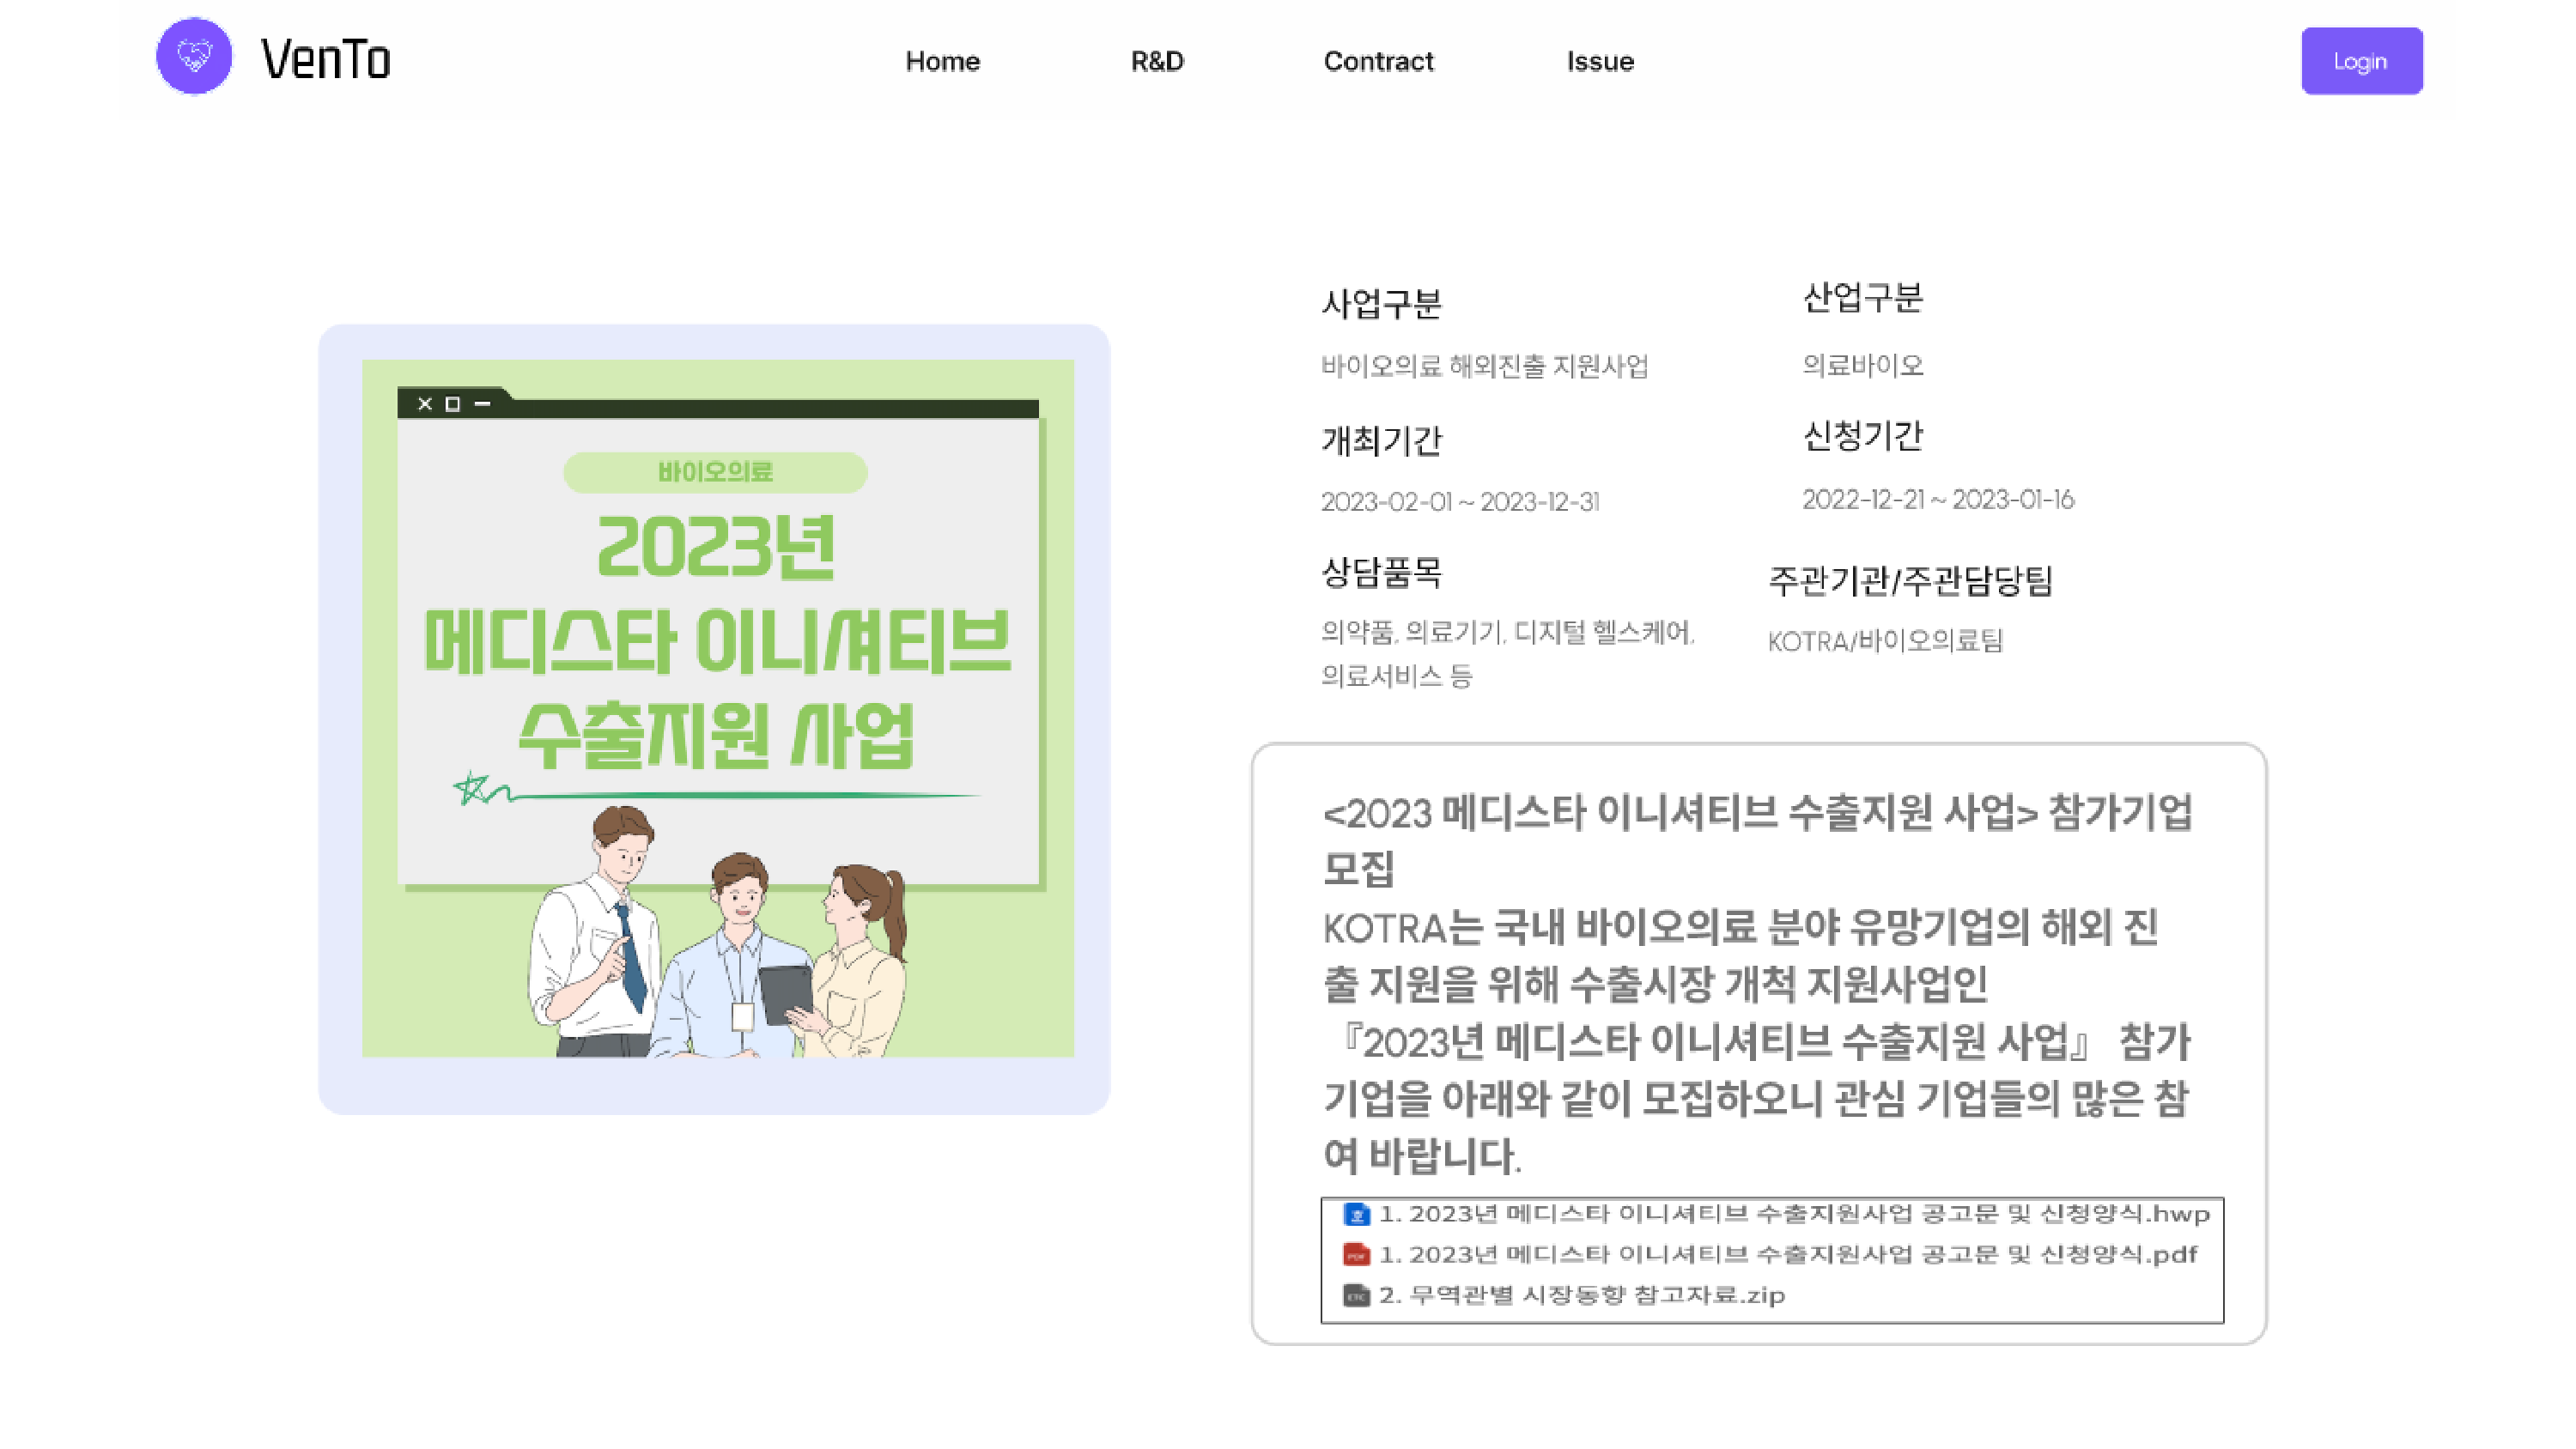 VenTo
Home R&D Contract Issue
Login
바이오의료
2023년
메디스타 이니셔티브
수출지원 사업
사업구분
바이오의료 해외진출 지원사업
산업구분
의료바이오
개최기간
2023-02-01 ~ 2023-12-31
신청기간
2022-12-21 ~ 2023-01-16
상담품목
의약품, 의료기기, 디지털 헬스케어,
의료서비스 등
주관기관/주관담당팀
KOTRA/바이오의료팀
<2023 메디스타 이니셔티브 수출지원 사업> 참가기업
모집
KOTRA는 국내 바이오의료 분야 유망기업의 해외 진
출 지원을 위해 수출시장 개척 지원사업인
『2023년 메디스타 이니셔티브 수출지원 사업』 참가
기업을 아래와 같이 모집하오니 관심 기업들의 많은 참
여 바랍니다.
1. 2023년 메디스타 이니셔티브 수출지원사업 공고문 및 신청양식.hwp
PDF 1. 2023년 메디스타 이니셔티브 수출지원사업 공고문 및 신청양식.pdf
ETC 2. 무역관별 시장동향 참고자료.zip